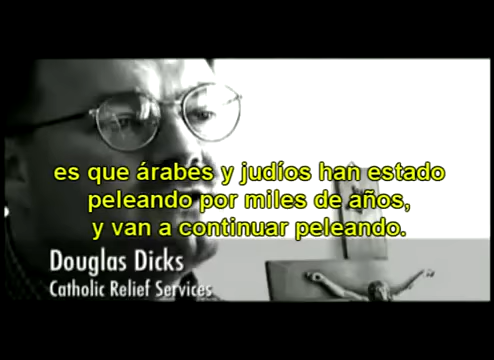 es que árabes y judíos han estado
peleando por miles de años,
y van a continuar peleando.
Douglas Dicks
Catholic Relief Services